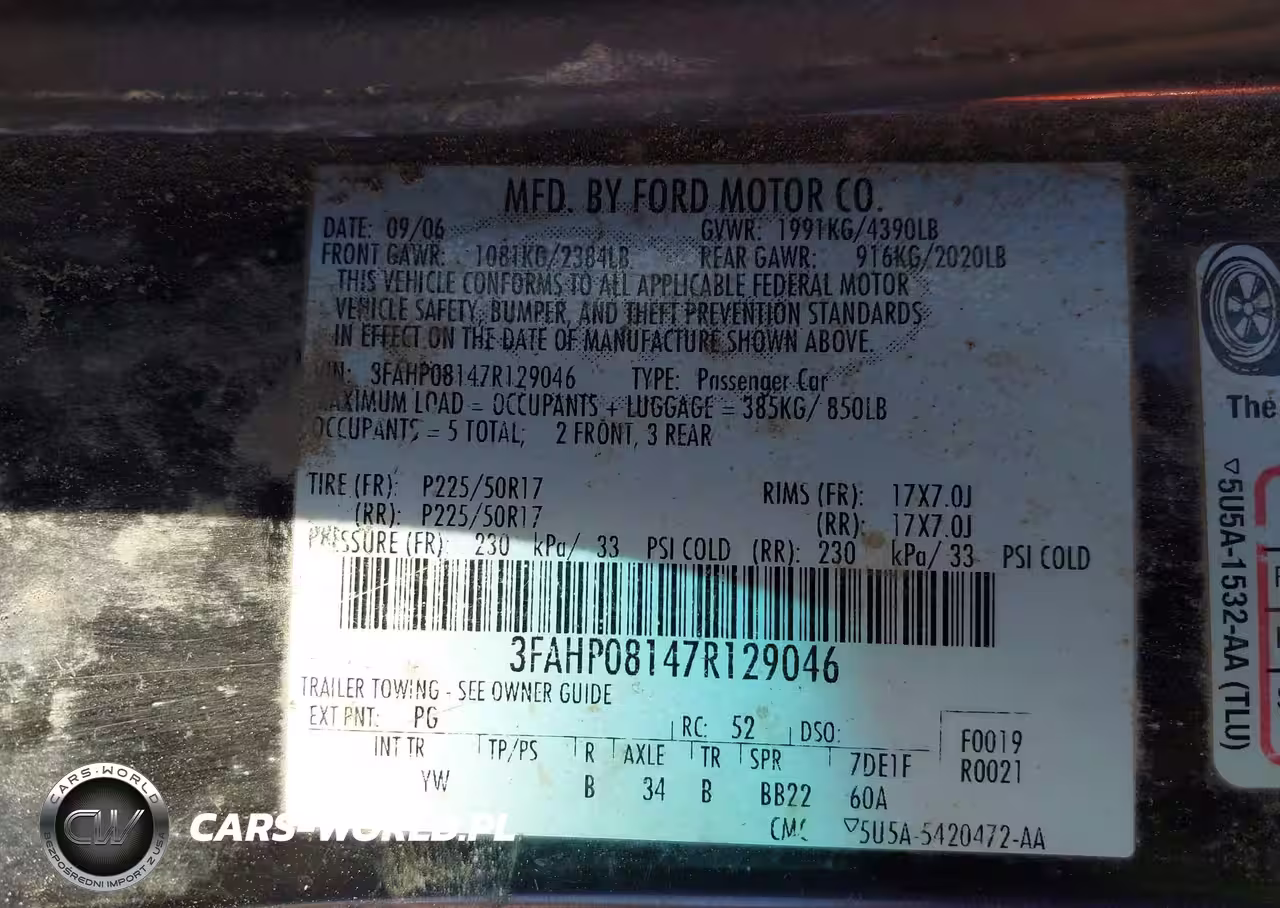 MFD. BY FORD MOTOR CO.
DATE: 09/06 GVWR: 1991KG/4390LB
FRONT GAWR: 1081KG/2384LB REAR GAWR: 916KG/2020LB
THIS VEHICLE CONFORMS TO ALL APPLICABLE FEDERAL MOTOR
VEHICLE SAFETY, BUMPER, AND THEFT PREVENTION STANDARDS
IN EFFECT ON THE DATE OF MANUFACTURE SHOWN ABOVE.
VIN: 3FAHP08147R129046 TYPE: Passenger Car
MAXIMUM LOAD = OCCUPANTS + LUGGAGE = 385KG/ 850LB
OCCUPANTS = 5 TOTAL; 2 FRONT, 3 REAR
TIRE (FR): P225/50R17 RIMS (FR): 17X7.0J
(RR): P225/50R17 (RR): 17X7.0J
PRESSURE (FR): 230 kPa/ 33 PSI COLD (RR): 230 kPa/ 33 PSI COLD
3FAHP08147R129046
TRAILER TOWING - SEE OWNER GUIDE
EXT PNT: PG RC: 52 DSO:
F0019
R0021
INT TR TP/PS R AXLE TR SPR 7DE1F
YW B 34 B BB22 60A
▽5U5A-5420472-AA
The
▽5U5A-1532-AA (TLU)
CARS-WORLD
CW
BEZPOŚREDNI IMPORT Z USA
CARS-WORLD.PL